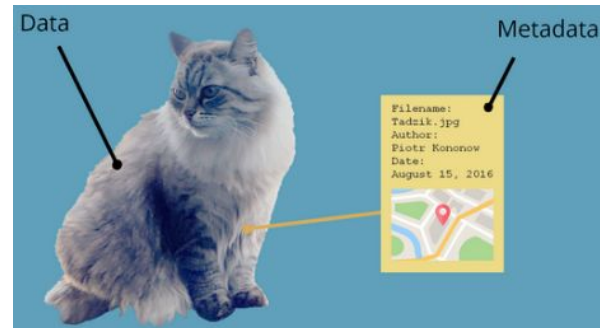 Data
Metadata
Filename:
Tadzik.jpg
Author:
Piotr Kononow
Date:
August 15, 2016